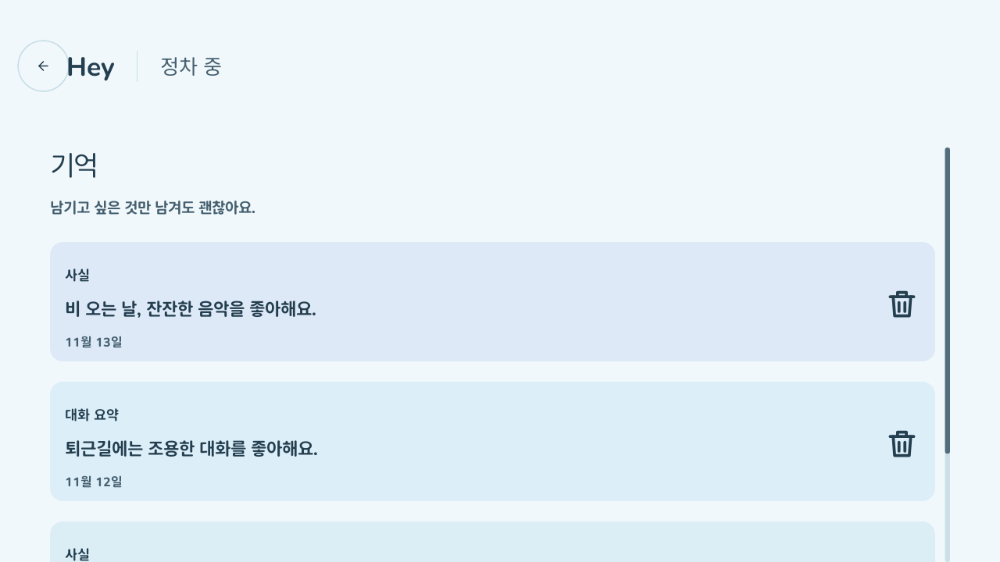 Hey
정차 중
기억
남기고 싶은 것만 남겨도 괜찮아요.
사실
비 오는 날, 잔잔한 음악을 좋아해요.
11월 13일
대화 요약
퇴근길에는 조용한 대화를 좋아해요.
11월 12일
사실